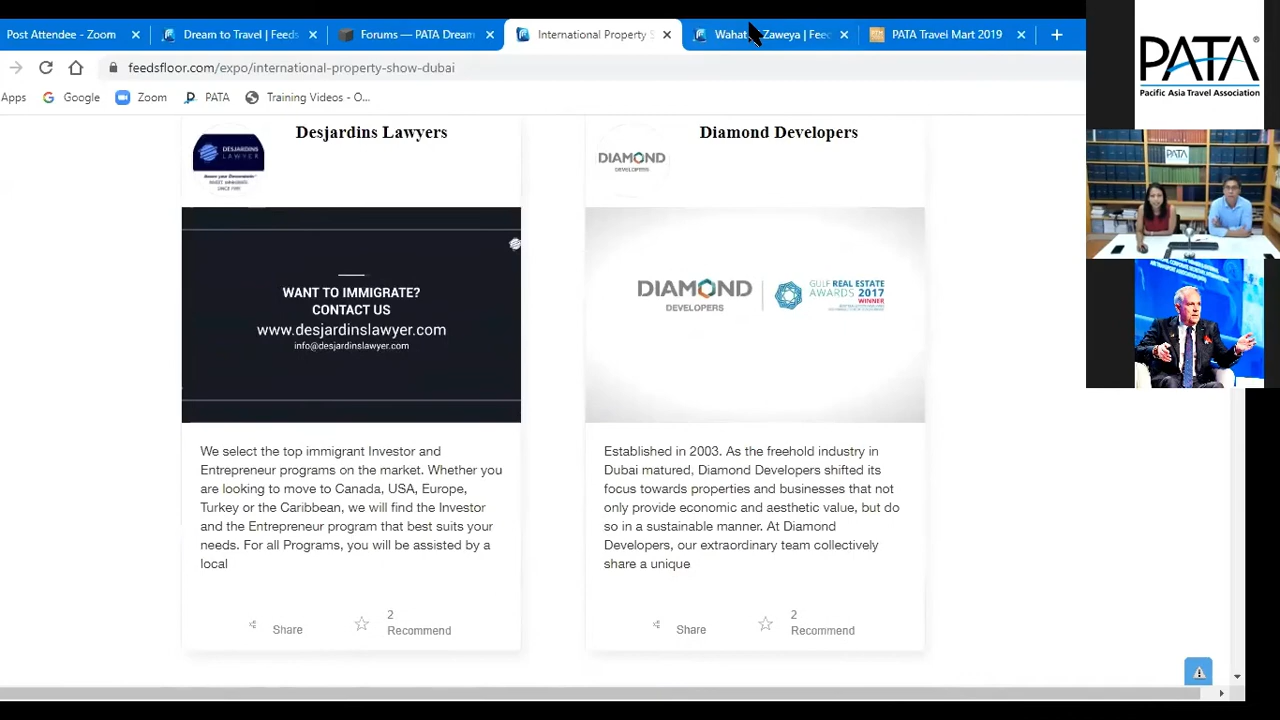 Post Attendee - Zoom
Dream to Travel | Feeds
Forums — PATA Dream
International Property S
Wahat Zaweya | Feed
PATA Travel Mart 2019
feedsfloor.com/expo/international-property-show-dubai
Apps
Google
Zoom
PATA
Training Videos - O...
Desjardins Lawyers
DESJARDINS
LAWYER
WANT TO IMMIGRATE?
CONTACT US
www.desjardinslawyer.com
info@desjardinslawyer.com
We select the top immigrant Investor and
Entrepreneur programs on the market. Whether you
are looking to move to Canada, USA, Europe,
Turkey or the Caribbean, we will find the Investor
and the Entrepreneur program that best suits your
needs. For all Programs, you will be assisted by a
local
Share
2
Recommend
Diamond Developers
DIAMOND
DEVELOPERS
DIAMOND
DEVELOPERS
GULF REAL ESTATE
AWARDS 2017
WINNER
Established in 2003. As the freehold industry in
Dubai matured, Diamond Developers shifted its
focus towards properties and businesses that not
only provide economic and aesthetic value, but do
so in a sustainable manner. At Diamond
Developers, our extraordinary team collectively
share a unique
Share
2
Recommend
PATA®
Pacific Asia Travel Association
PATA